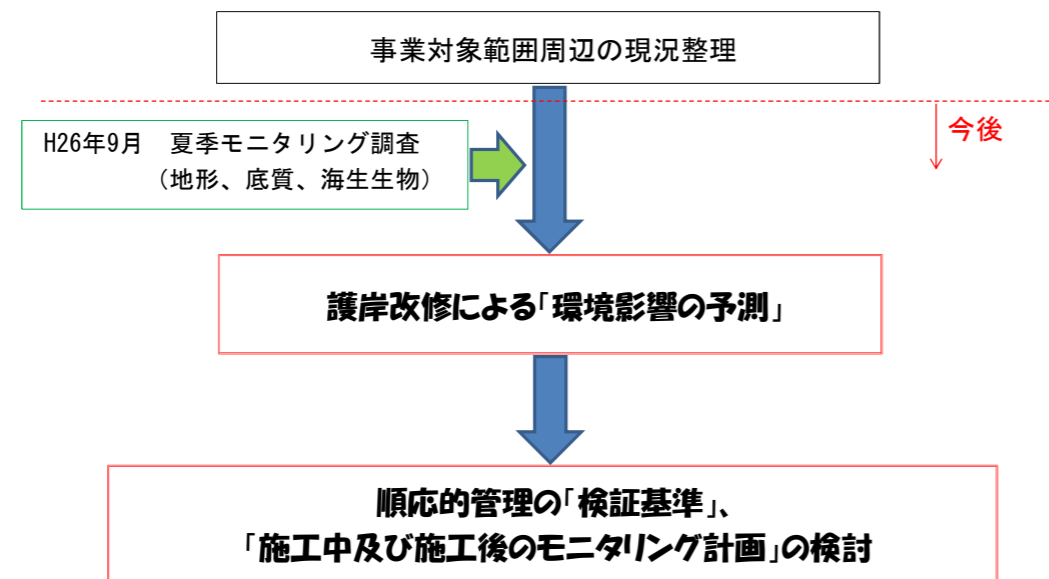 事業対象範囲周辺の現況整理
今後
H26年9月　夏季モニタリング調査
（地形、底質、海生生物）
護岸改修による「環境影響の予測」
順応的管理の「検証基準」、
「施工中及び施工後のモニタリング計画」の検討